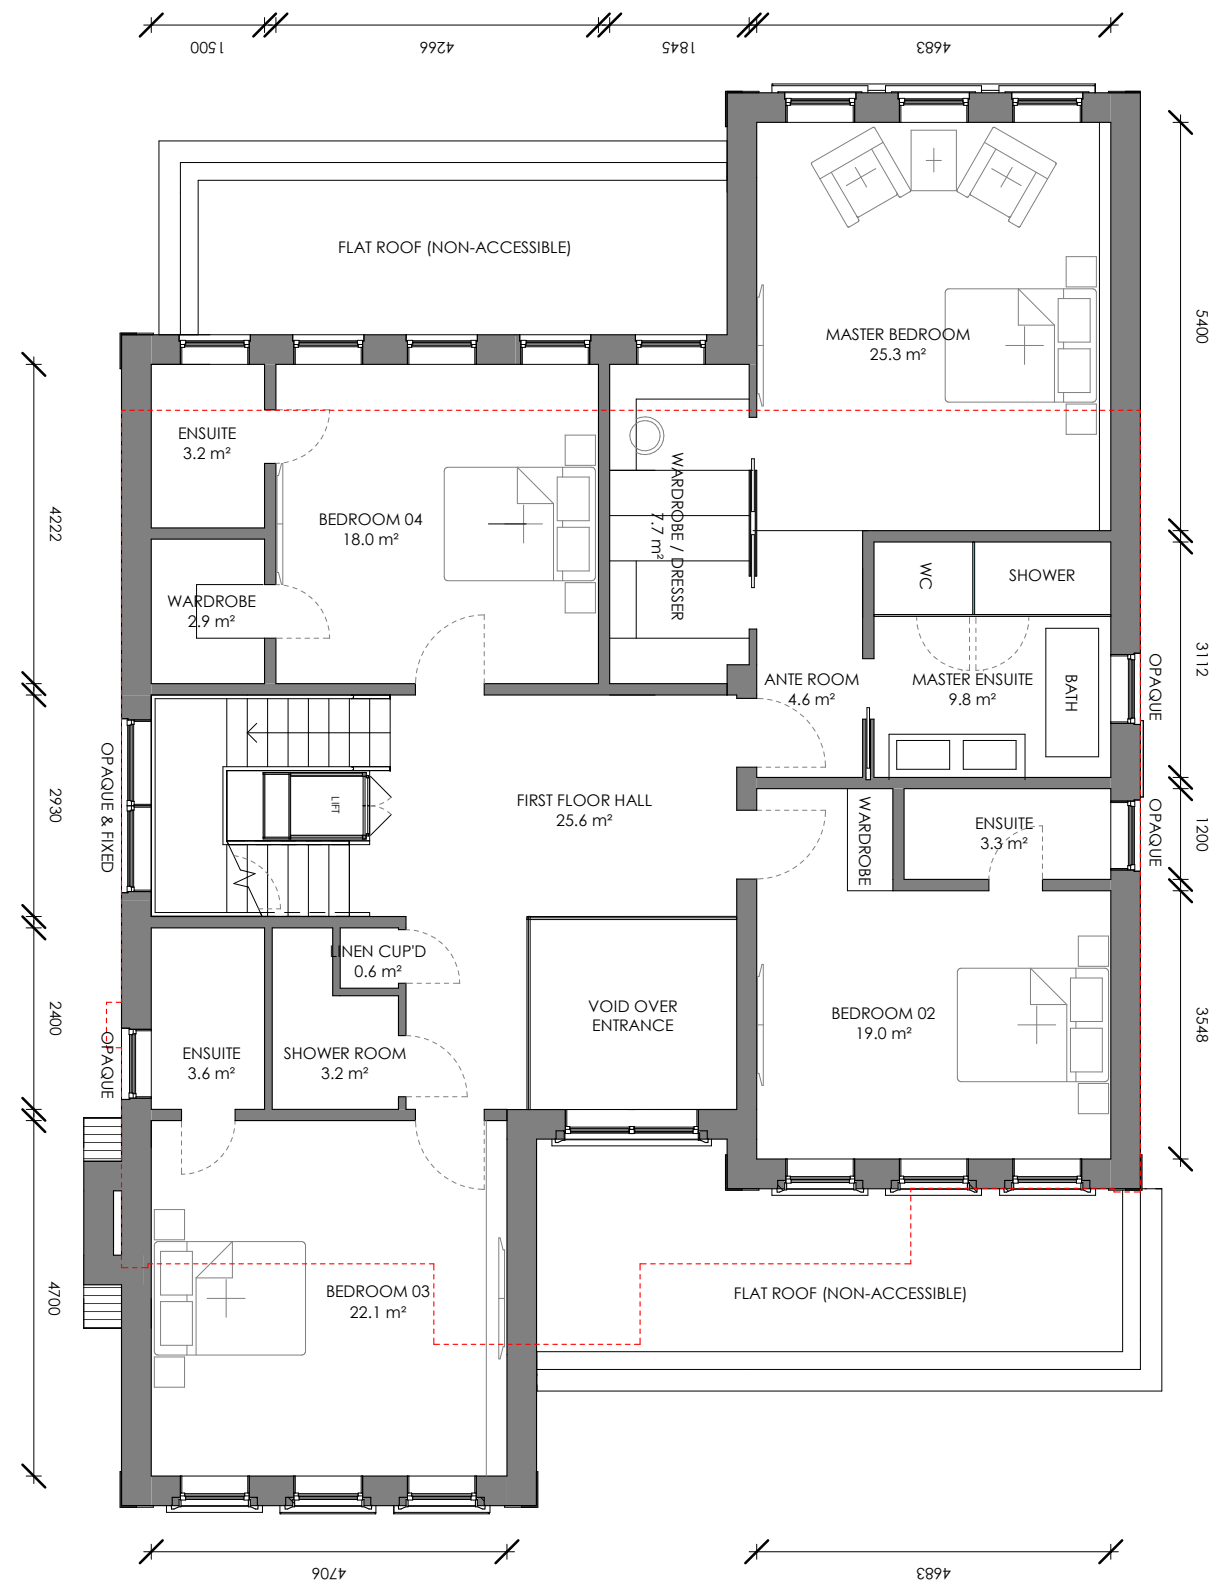 1500
4266
1845
4683
FLAT ROOF (NON-ACCESSIBLE)
MASTER BEDROOM
25.3 m²
5400
ENSUITE
3.2 m²
BEDROOM 04
18.0 m²
WARDROBE / DRESSER
7.7 m²
4222
WARDROBE
2.9 m²
WC
SHOWER
3112
ANTE ROOM
4.6 m²
MASTER ENSUITE
9.8 m²
BATH
OPAQUE
OPAQUE & FIXED
2930
LIFT
FIRST FLOOR HALL
25.6 m²
WARDROBE
ENSUITE
3.3 m²
OPAQUE
1200
LINEN CUP'D
0.6 m²
VOID OVER
ENTRANCE
BEDROOM 02
19.0 m²
3548
2400
OPAQUE
ENSUITE
3.6 m²
SHOWER ROOM
3.2 m²
4700
BEDROOM 03
22.1 m²
FLAT ROOF (NON-ACCESSIBLE)
4706
4683